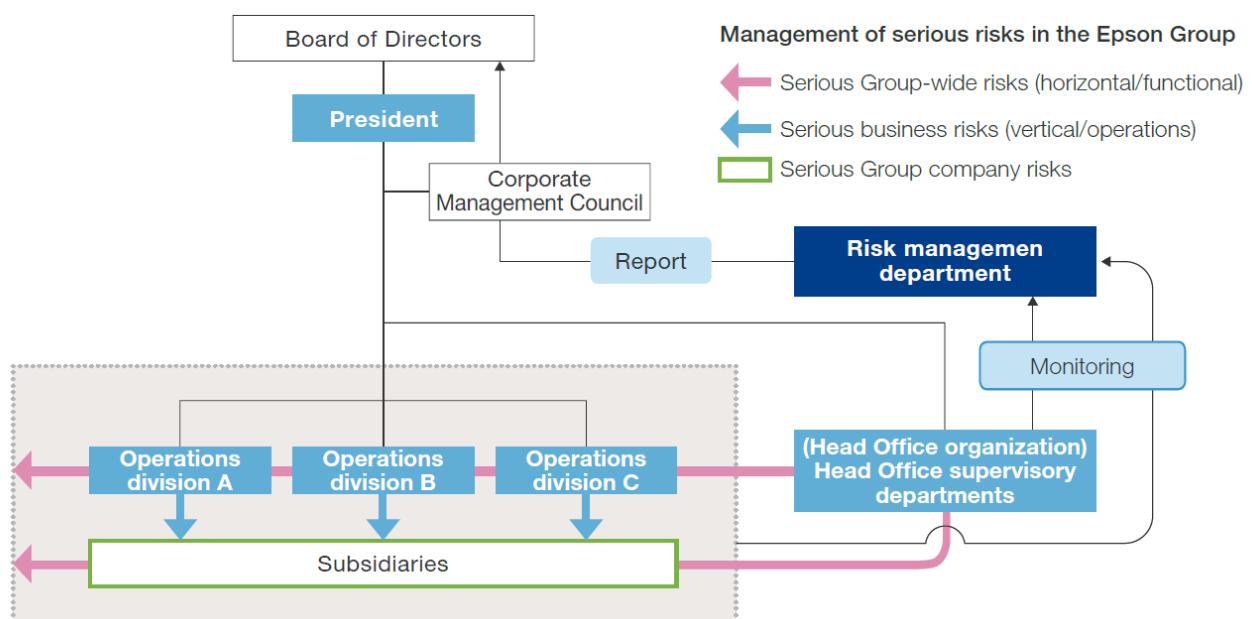 Board of Directors
Management of serious risks in the Epson Group
Serious Group-wide risks (horizontal/functional)
President
Serious business risks (vertical/operations)
Serious Group company risks
Corporate
Management Council
Report
Risk managemen
department
Monitoring
Operations
division A
Operations
division B
Operations
division C
(Head Office organization)
Head Office supervisory
departments
Subsidiaries